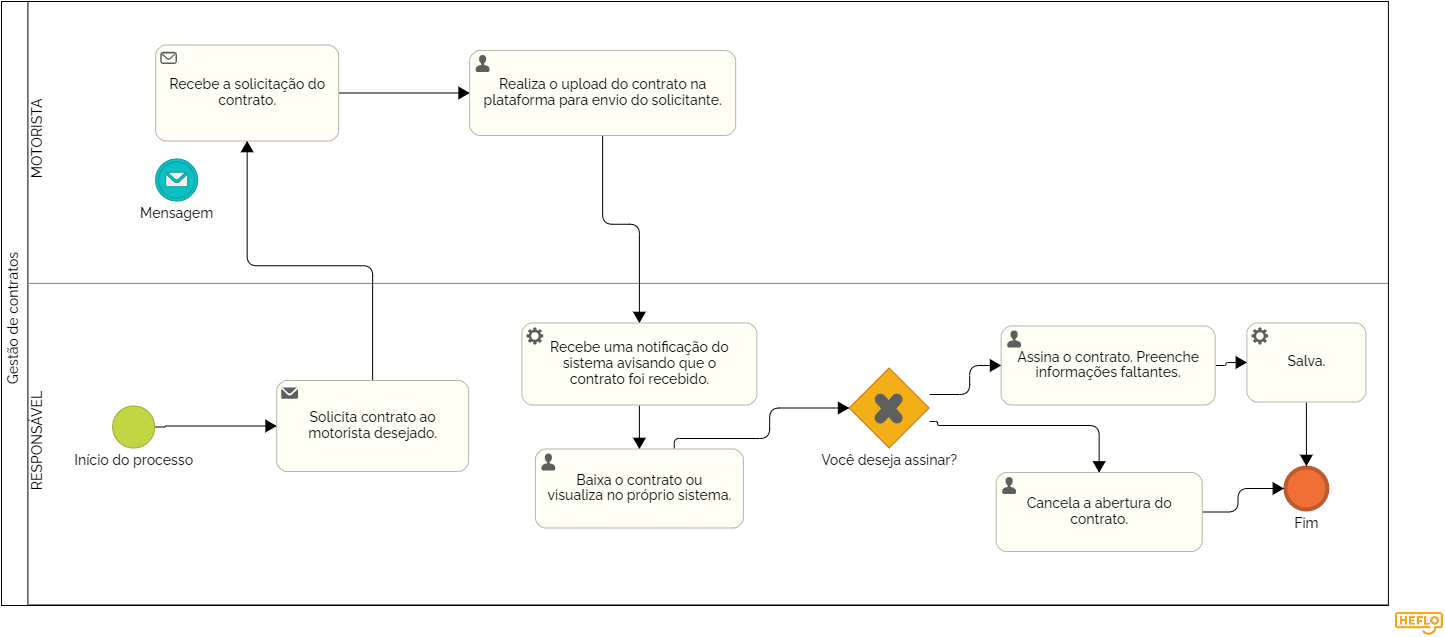 Gestão de contratos
MOTORISTA
Recebe a solicitação do
contrato.
Realiza o upload do contrato na
plataforma para envio do solicitante.
Mensagem
RESPONSÁVEL
Início do processo
Solicita contrato ao
motorista desejado.
Recebe uma notificação do
sistema avisando que o
contrato foi recebido.
Baixa o contrato ou
visualiza no próprio sistema.
Você deseja assinar?
Assina o contrato. Preenche
informações faltantes.
Salva.
Cancela a abertura do
contrato.
Fim
HEFLO